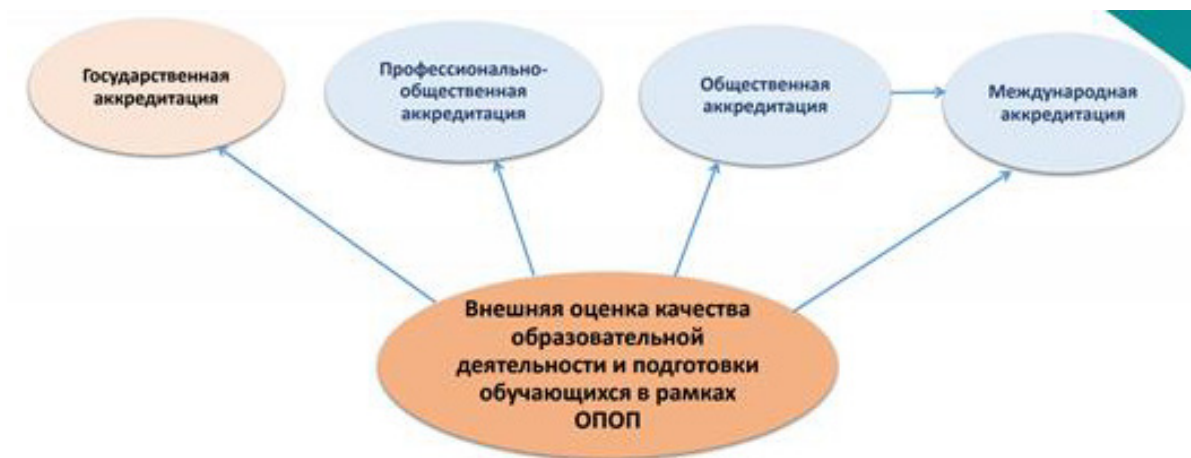 Государственная
аккредитация
Профессионально-
общественная
аккредитация
Общественная
аккредитация
Международная
аккредитация
Внешняя оценка качества
образовательной
деятельности и подготовки
обучающихся в рамках
ОПОП